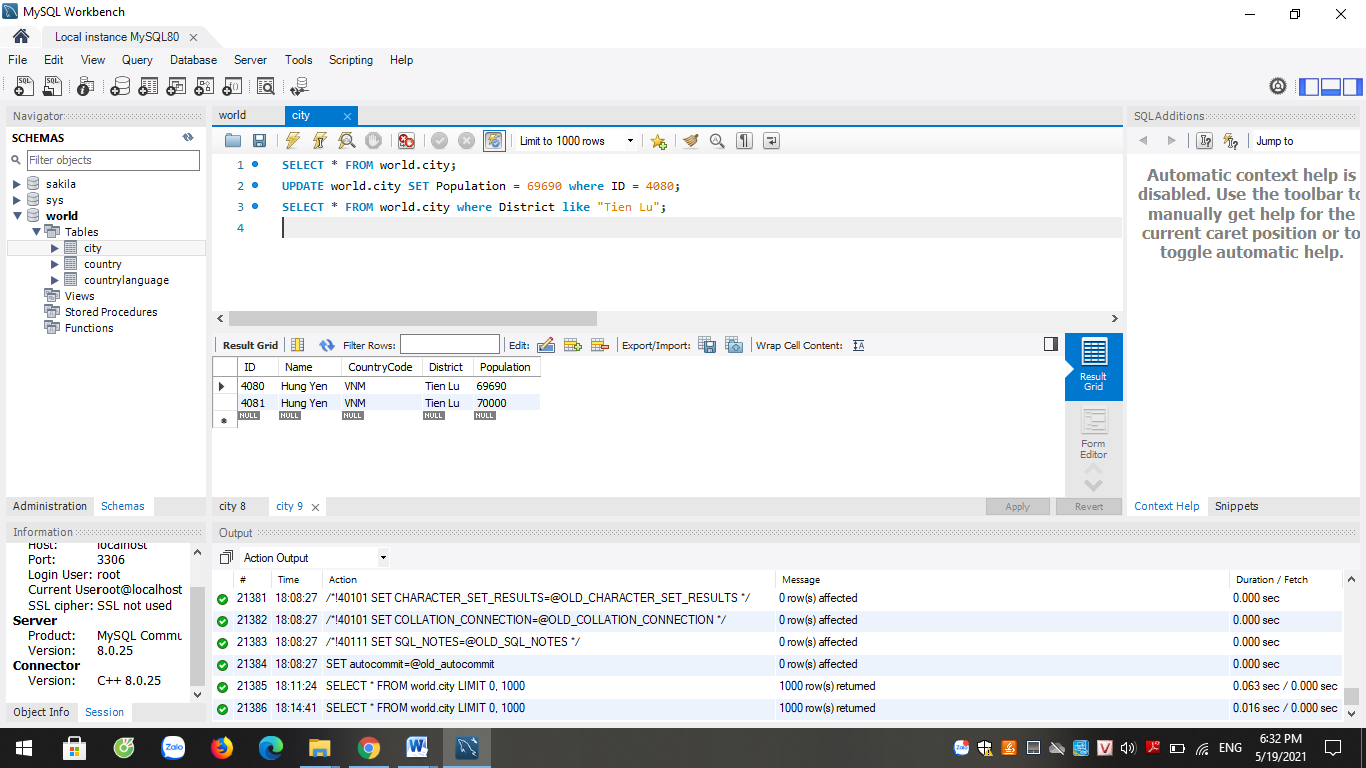 MySQL Workbench
Local instance MySQL80
File Edit View Query Database Server Tools Scripting Help
Navigator
SCHEMAS
Filter objects
sakila
sys
world
Tables
city
country
countrylanguage
Views
Stored Procedures
Functions
Administration Schemas
Information
Host: localhost
Port: 3306
Login User: root
Current User root@localhost
SSL cipher: SSL not used
Server
Product: MySQL Commu
Version: 8.0.25
Connector
Version: C++ 8.0.25
Object Info Session
world city
Limit to 1000 rows
1 SELECT * FROM world.city;
2 UPDATE world.city SET Population = 69690 where ID = 4080;
3 SELECT * FROM world.city where District like "Tien Lu";
4
Result Grid Filter Rows: Edit: Export/Import: Wrap Cell Content:
ID Name CountryCode District Population
4080 Hung Yen VNM Tien Lu 69690
4081 Hung Yen VNM Tien Lu 70000
NULL NULL NULL NULL NULL
Result
Grid
Form
Editor
city 8 city 9
Apply Revert
SQLAdditions
Jump to
Automatic context help is
disabled. Use the toolbar to
manually get help for the
current caret position or to
toggle automatic help.
Context Help Snippets
Output
Action Output
# Time Action Message Duration / Fetch
21381 18:08:27 /*!40101 SET CHARACTER_SET_RESULTS=@OLD_CHARACTER_SET_RESULTS */ 0 row(s) affected 0.000 sec
21382 18:08:27 /*!40101 SET COLLATION_CONNECTION=@OLD_COLLATION_CONNECTION */ 0 row(s) affected 0.000 sec
21383 18:08:27 /*!40111 SET SQL_NOTES=@OLD_SQL_NOTES */ 0 row(s) affected 0.000 sec
21384 18:08:27 SET autocommit=@old_autocommit 0 row(s) affected 0.000 sec
21385 18:11:24 SELECT * FROM world.city LIMIT 0, 1000 1000 row(s) returned 0.063 sec / 0.000 sec
21386 18:14:41 SELECT * FROM world.city LIMIT 0, 1000 1000 row(s) returned 0.016 sec / 0.000 sec
Zalo
ENG
6:32 PM
5/19/2021